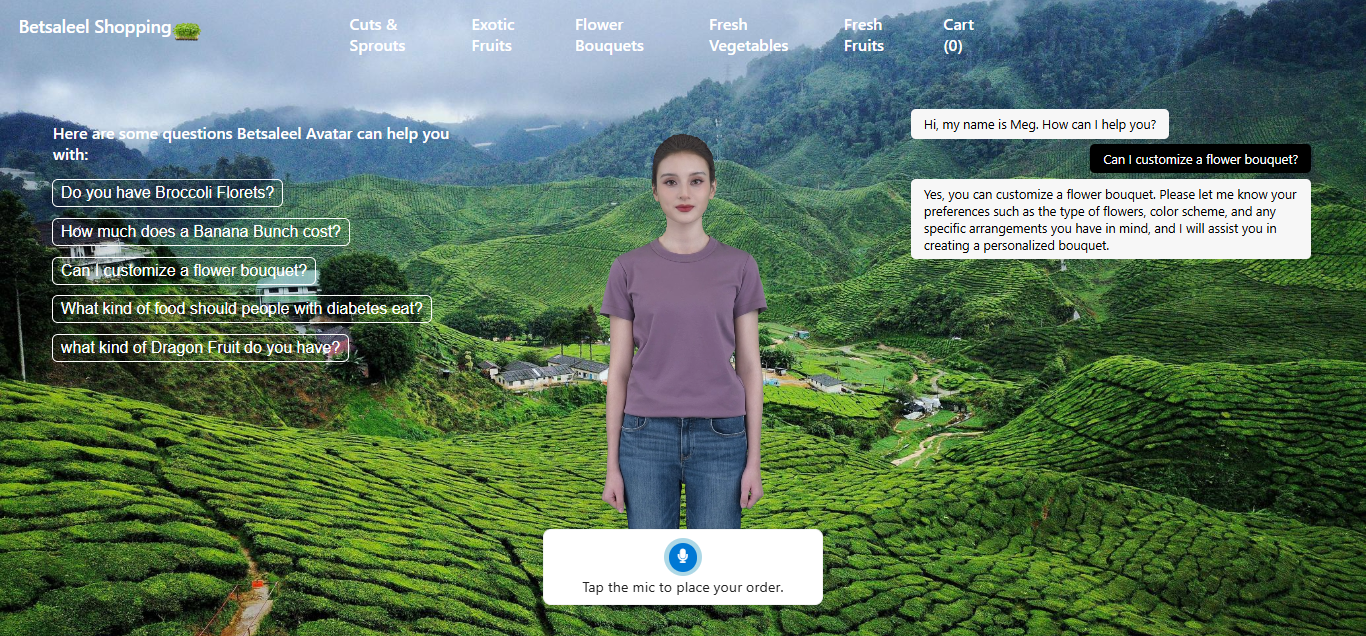 Betsaleel Shopping
Cuts &
Sprouts
Exotic
Fruits
Flower
Bouquets
Fresh
Vegetables
Fresh
Fruits
Cart
(0)
Here are some questions Betsaleel Avatar can help you
with:
Do you have Broccoli Florets?
How much does a Banana Bunch cost?
Can I customize a flower bouquet?
What kind of food should people with diabetes eat?
what kind of Dragon Fruit do you have?
Hi, my name is Meg. How can I help you?
Can I customize a flower bouquet?
Yes, you can customize a flower bouquet. Please let me know your
preferences such as the type of flowers, color scheme, and any
specific arrangements you have in mind, and I will assist you in
creating a personalized bouquet.
Tap the mic to place your order.